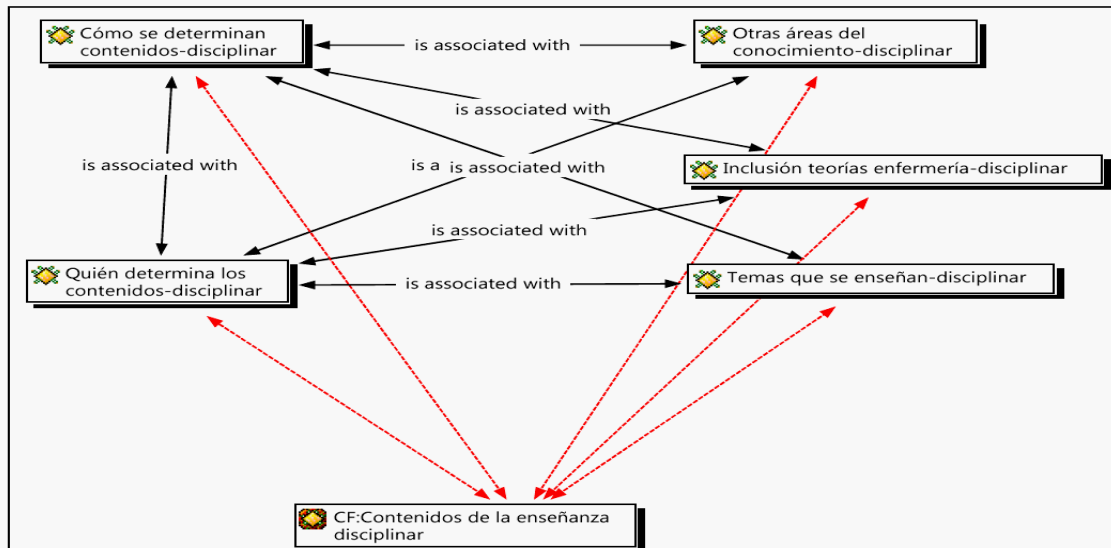 Cómo se determinan
contenidos-disciplinar
is associated with
Otras áreas del
conocimiento-disciplinar
is associated with
is associated with
is a
is associated with
Inclusión teorías enfermería-disciplinar
is associated with
Quién determina los
contenidos-disciplinar
is associated with
Temas que se enseñan-disciplinar
CF:Contenidos de la enseñanza
disciplinar